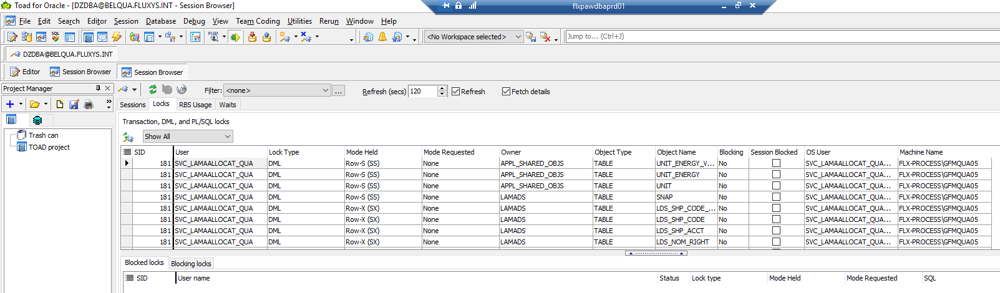 Toad for Oracle - [DZDBA@BELQUA.FLUXYS.INT - Session Browser]
flxpawdbaprd01
File Edit Search Editor Session Database Debug View Team Coding Utilities Rerun Window Help
SQL PL/SQL <No Workspace selected> Jump to... (Ctrl+J)
DZDBA@BELQUA.FLUXYS.INT
Editor Session Browser Session Browser
Project Manager
Filter: <none> ... Refresh (secs) 120 Refresh Fetch details
Sessions Locks RBS Usage Waits
Transaction, DML, and PL/SQL locks
Show All
Trash can
TOAD project
SID User Lock Type Mode Held Mode Requested Owner Object Type Object Name Blocking Session Blocked OS User Machine Name
181 SVC_LAMAALLOCAT_QUA DML Row-S (SS) None APPL_SHARED_OBJS TABLE UNIT_ENERGY_V... No SVC_LAMAALLOCAT_QUA... FLX-PROCESS\GFMQUA05
181 SVC_LAMAALLOCAT_QUA DML Row-S (SS) None APPL_SHARED_OBJS TABLE UNIT_ENERGY No SVC_LAMAALLOCAT_QUA... FLX-PROCESS\GFMQUA05
181 SVC_LAMAALLOCAT_QUA DML Row-S (SS) None APPL_SHARED_OBJS TABLE UNIT No SVC_LAMAALLOCAT_QUA... FLX-PROCESS\GFMQUA05
181 SVC_LAMAALLOCAT_QUA DML Row-S (SS) None LAMADS TABLE SNAP No SVC_LAMAALLOCAT_QUA... FLX-PROCESS\GFMQUA05
181 SVC_LAMAALLOCAT_QUA DML Row-X (SX) None LAMADS TABLE LDS_SHP_CODE_... No SVC_LAMAALLOCAT_QUA... FLX-PROCESS\GFMQUA05
181 SVC_LAMAALLOCAT_QUA DML Row-X (SX) None LAMADS TABLE LDS_SHP_CODE No SVC_LAMAALLOCAT_QUA... FLX-PROCESS\GFMQUA05
181 SVC_LAMAALLOCAT_QUA DML Row-X (SX) None LAMADS TABLE LDS_SHP_ACCT No SVC_LAMAALLOCAT_QUA... FLX-PROCESS\GFMQUA05
181 SVC_LAMAALLOCAT_QUA DML Row-X (SX) None LAMADS TABLE LDS_NOM_RIGHT No SVC_LAMAALLOCAT_QUA... FLX-PROCESS\GFMQUA05
Blocked locks Blocking locks
SID User name Status Lock type Mode Held Mode Requested SQL